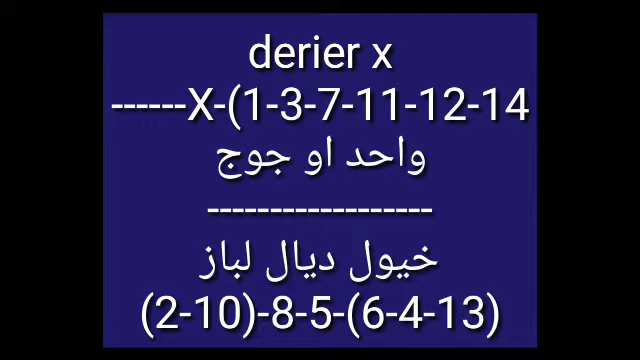 derier x
------X-(1-3-7-11-12-14
واحد او جوج
------------------
خيول ديال لباز
(2-10)-8-5-(6-4-13)